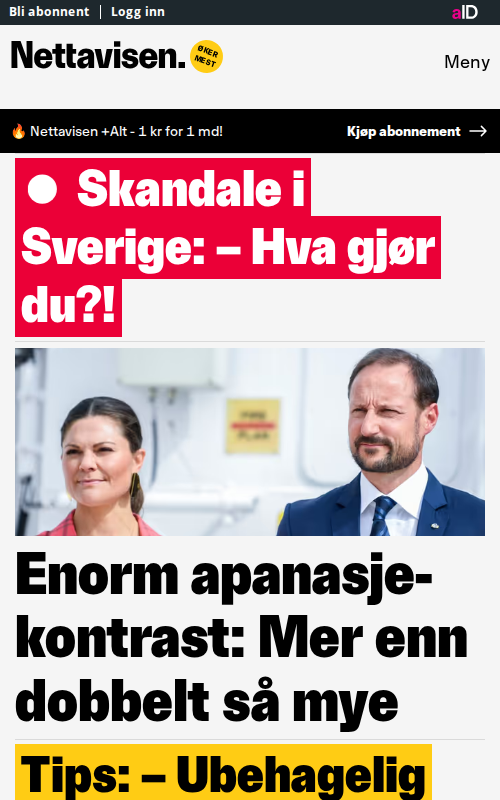 Bli abonnent | Logg inn
aID
Nettavisen.
ØKER
MEST
Meny
🔥 Nettavisen +Alt - 1 kr for 1 md!
Kjøp abonnement →
● Skandale i
Sverige: – Hva gjør
du?!
Enorm apanasje-
kontrast: Mer enn
dobbelt så mye
Tips: – Ubehagelig